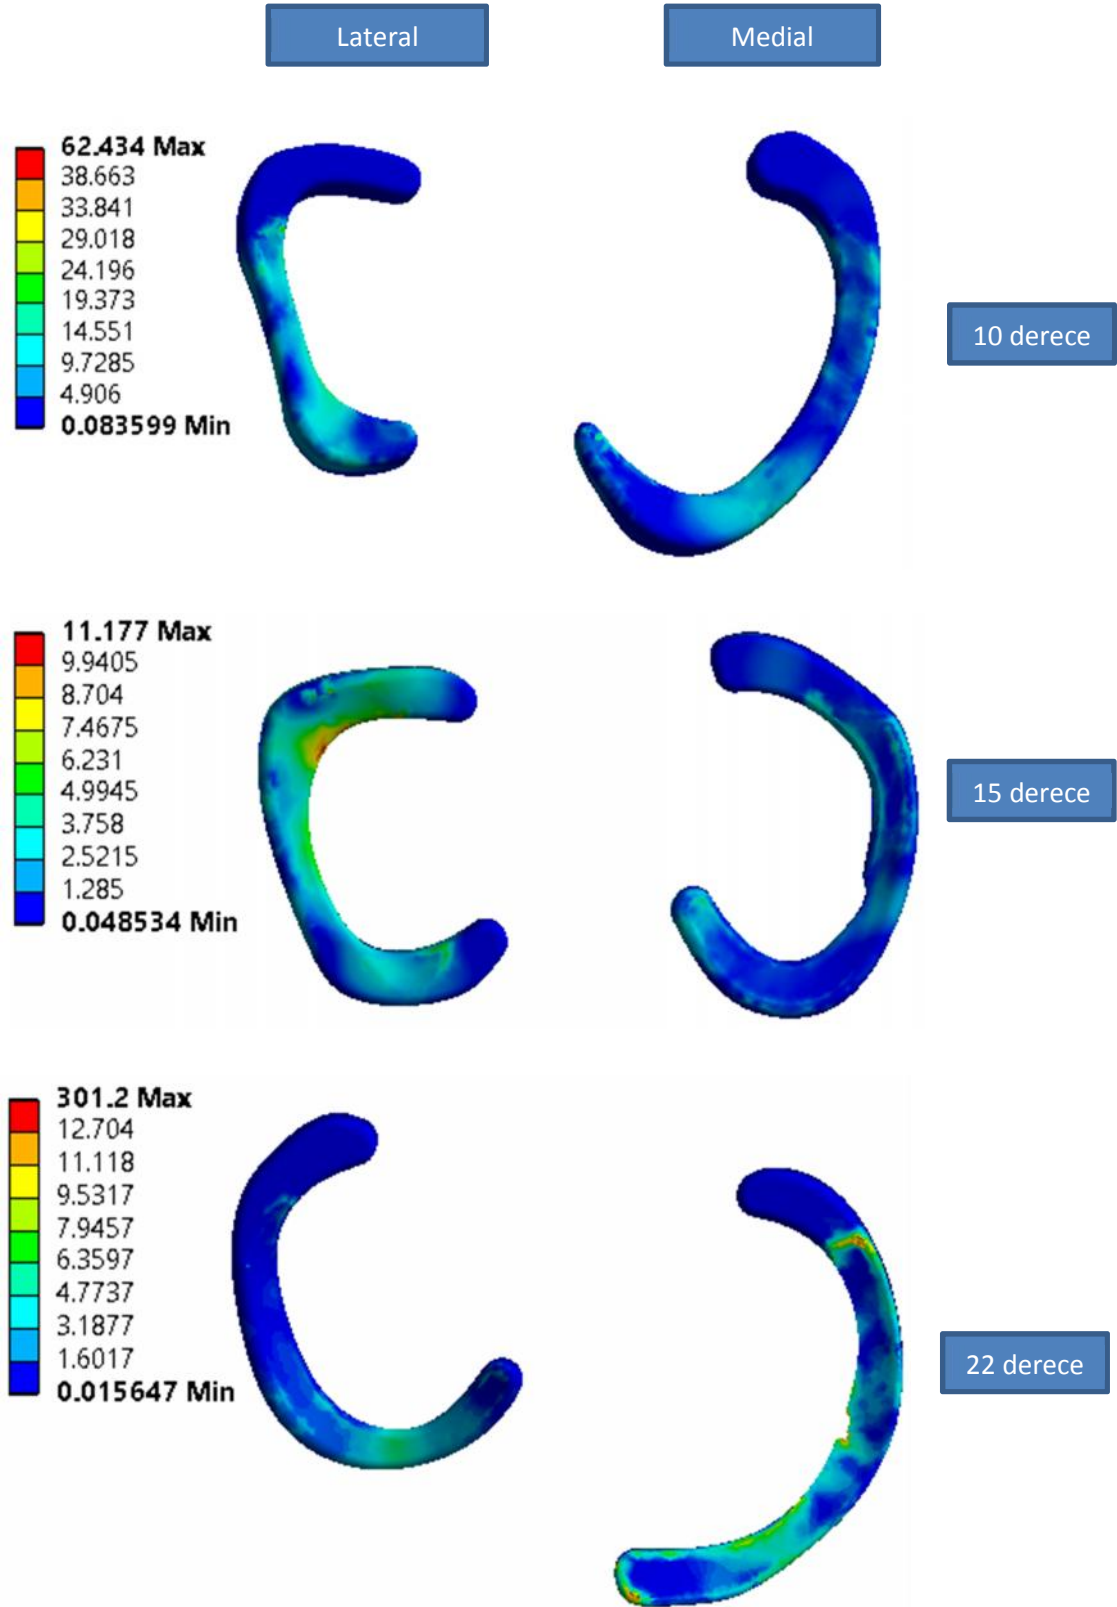 Lateral
Medial
62.434 Max
38.663
33.841
29.018
24.196
19.373
14.551
9.7285
4.906
0.083599 Min
10 derece
11.177 Max
9.9405
8.704
7.4675
6.231
4.9945
3.758
2.5215
1.285
0.048534 Min
15 derece
301.2 Max
12.704
11.118
9.5317
7.9457
6.3597
4.7737
3.1877
1.6017
0.015647 Min
22 derece